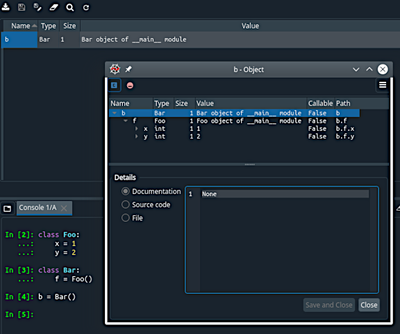 Name Type Size Value
b Bar 1 Bar object of __main__ module
b - Object
Name Type Size Value Callable Path
b Bar 1 Bar object of __main__ module False b
f Foo 1 Foo object of __main__ module False b.f
x int 1 1 False b.f.x
y int 1 2 False b.f.y
Details
Documentation
Source code
File
1 None
Save and Close Close
Console 1/A
In [2]: class Foo:
...: x = 1
...: y = 2
In [3]: class Bar:
...: f = Foo()
In [4]: b = Bar()
In [5]: